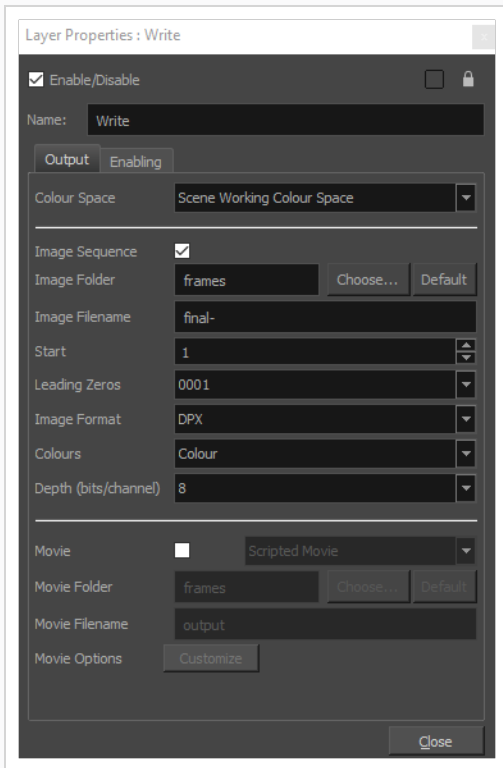 Layer Properties : Write
x
Enable/Disable
Name: Write
Output Enabling
Colour Space Scene Working Colour Space
Image Sequence
Image Folder frames Choose... Default
Image Filename final-
Start 1
Leading Zeros 0001
Image Format DPX
Colours Colour
Depth (bits/channel) 8
Movie Scripted Movie
Movie Folder frames Choose... Default
Movie Filename output
Movie Options Customize
Close